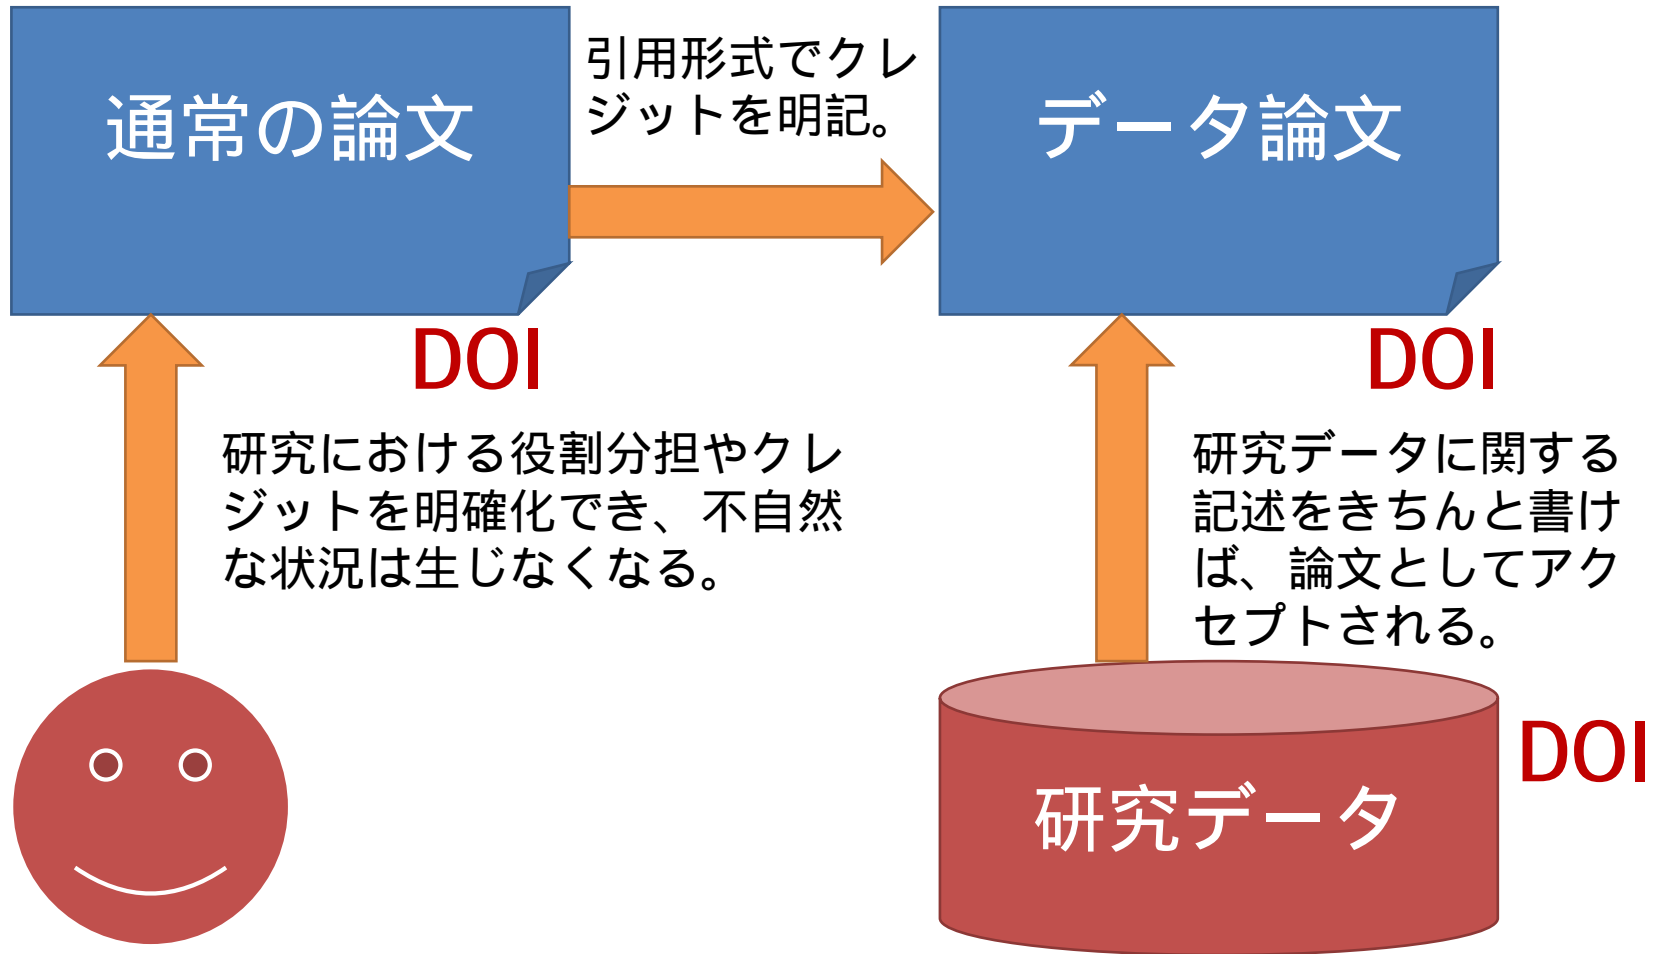 通常の論文
引用形式でクレ
ジットを明記。
データ論文
DOI
DOI
研究における役割分担やクレ
ジットを明確化でき、不自然
な状況は生じなくなる。
研究データに関する
記述をきちんと書け
ば、論文としてアク
セプトされる。
DOI
研究データ